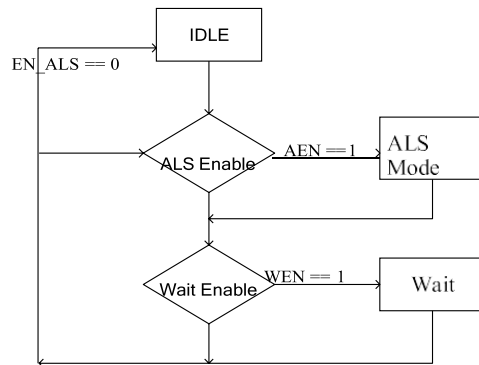 IDLE
EN_ALS == 0
ALS Enable
AEN ==1
ALS
Mode
Wait Enable
WEN == 1
Wait